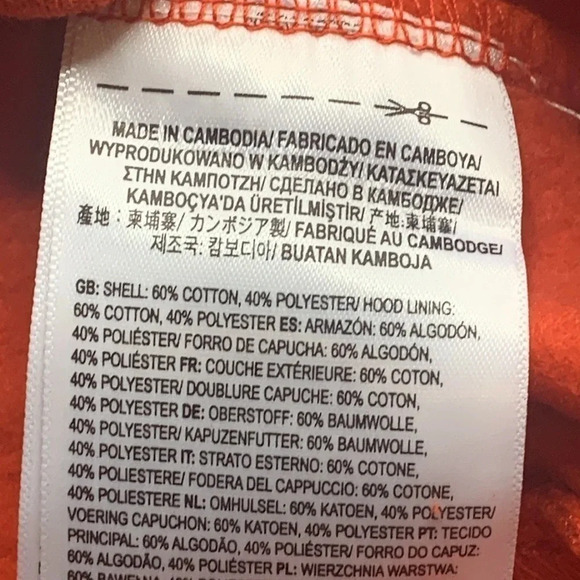 MADE IN CAMBODIA/ FABRICADO EN CAMBOYA/
WYPRODUKOWANO W KAMBODŻY/ ΚΑΤΑΣΚΕΥΑΖΕΤΑΙ
ΣΤΗΝ ΚΑΜΠΟΤΖΗ/ СДЕЛАНО В КАМБОДЖЕ/
KAMBOÇYA'DA ÜRETİLMİŞTİR/ 产地:柬埔寨/
產地:柬埔寨/ カンボジア製/ FABRIQUÉ AU CAMBODGE/
제조국: 캄보디아/ BUATAN KAMBOJA
GB: SHELL: 60% COTTON, 40% POLYESTER/ HOOD LINING:
60% COTTON, 40% POLYESTER ES: ARMAZÓN: 60% ALGODÓN,
40% POLIÉSTER/ FORRO DE CAPUCHA: 60% ALGODÓN,
40% POLIÉSTER FR: COUCHE EXTÉRIEURE: 60% COTON,
40% POLYESTER/ DOUBLURE CAPUCHE: 60% COTON,
40% POLYESTER DE: OBERSTOFF: 60% BAUMWOLLE,
40% POLYESTER/ KAPUZENFUTTER: 60% BAUMWOLLE,
40% POLYESTER IT: STRATO ESTERNO: 60% COTONE,
40% POLIESTERE/ FODERA DEL CAPPUCCIO: 60% COTONE,
40% POLIESTERE NL: OMHULSEL: 60% KATOEN, 40% POLYESTER/
VOERING CAPUCHON: 60% KATOEN, 40% POLYESTER PT: TECIDO
PRINCIPAL: 60% ALGODÃO, 40% POLIÉSTER/ FORRO DO CAPUZ:
60% ALGODÃO, 40% POLIÉSTER PL: WIERZCHNIA WARSTWA: